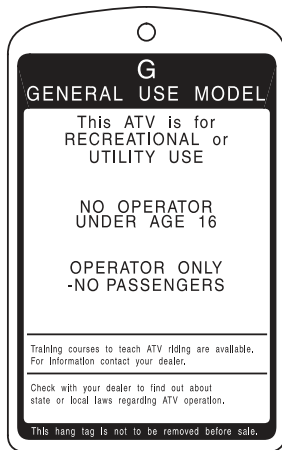 G
GENERAL USE MODEL
This ATV is for
RECREATIONAL or
UTILITY USE
NO OPERATOR
UNDER AGE 16
OPERATOR ONLY
-NO PASSENGERS
Training courses to teach ATV riding are available.
For information contact your dealer.
Check with your dealer to find out about
state or local laws regarding ATV operation.
This hang tag is not to be removed before sale.